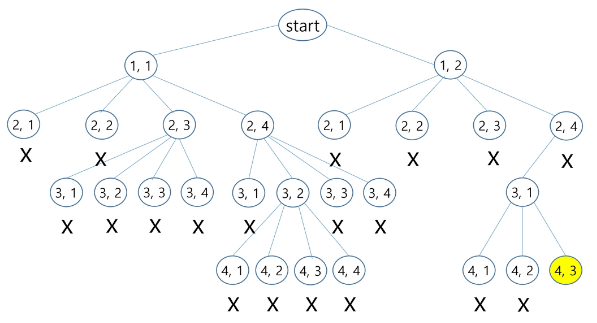 start
1, 1 1, 2
2, 1 2, 2 2, 3 2, 4 2, 1 2, 2 2, 3 2, 4
X X X X X X
3, 1 3, 2 3, 3 3, 4 3, 1 3, 2 3, 3 3, 4 3, 1
X X X X X X X
4, 1 4, 2 4, 3 4, 4 4, 1 4, 2 4, 3
X X X X X X